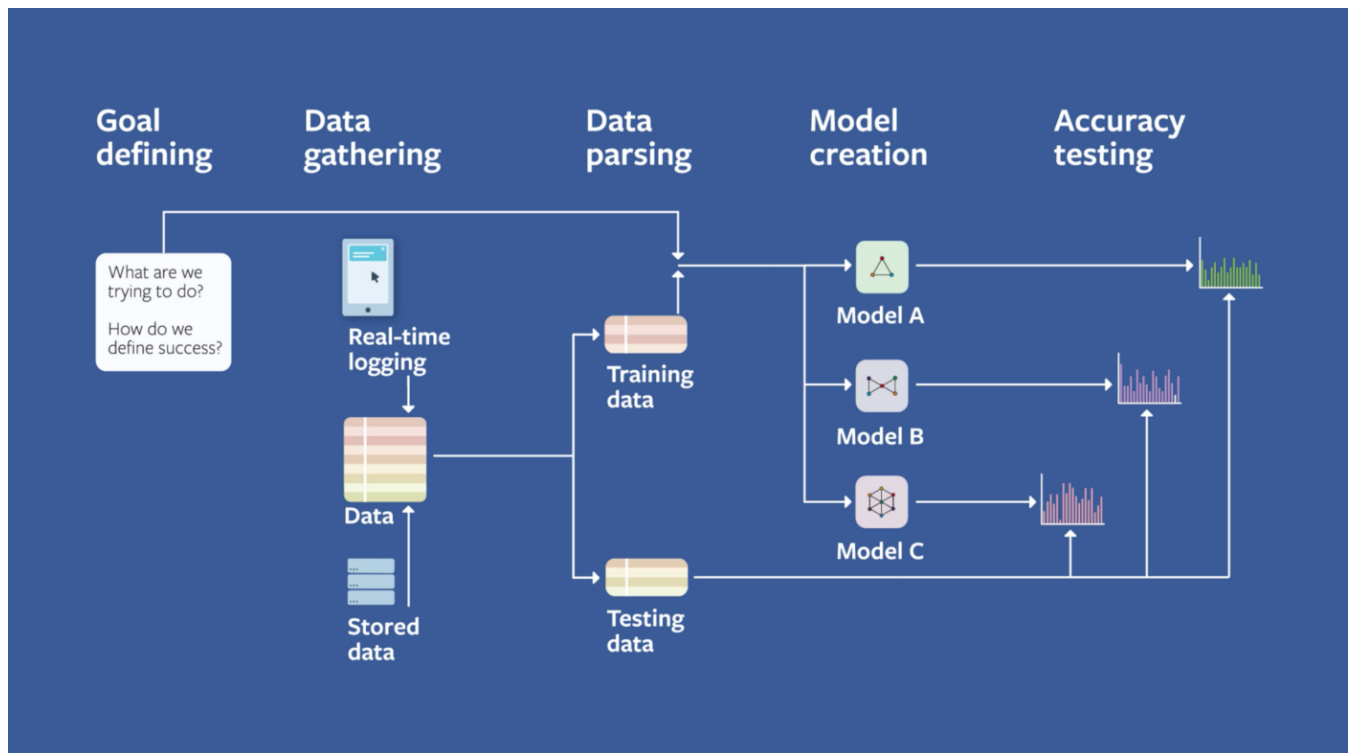 Goal
defining
Data
gathering
Data
parsing
Model
creation
Accuracy
testing
What are we
trying to do?
How do we
define success?
Real-time
logging
Data
...
...
...
Stored
data
Training
data
Testing
data
Model A
Model B
Model C